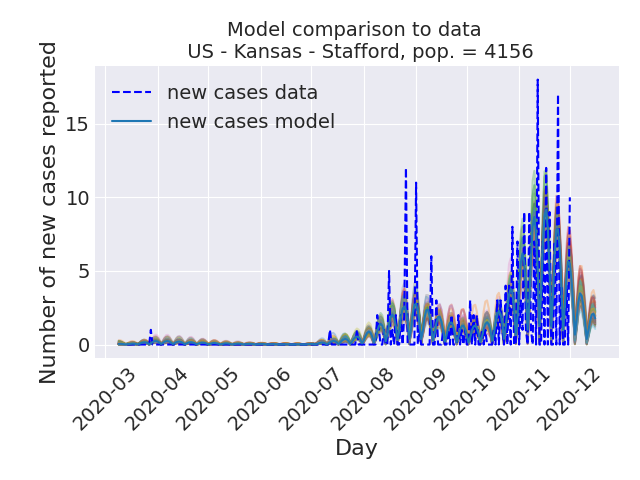 Model comparison to data
US - Kansas - Stafford, pop. = 4156
Number of new cases reported
new cases data
new cases model
15
10
5
0
2020-03
2020-04
2020-05
2020-06
2020-07
2020-08
2020-09
2020-10
2020-11
2020-12
Day